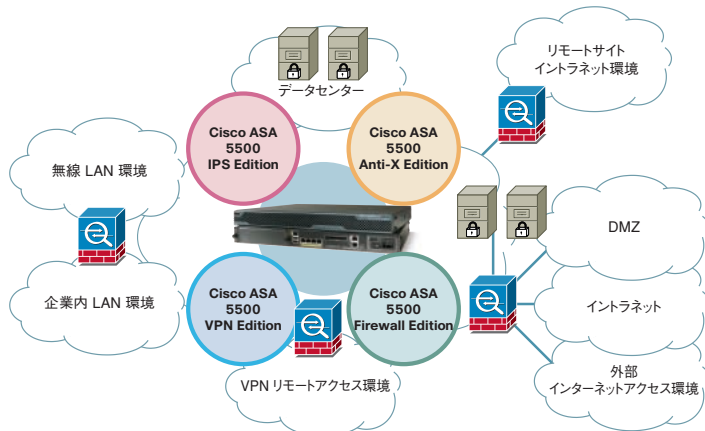 リモートサイト
イントラネット環境
データセンター
Cisco ASA
5500
IPS Edition
Cisco ASA
5500
Anti-X Edition
無線 LAN 環境
DMZ
企業内 LAN 環境
Cisco ASA
5500
VPN Edition
Cisco ASA
5500
Firewall Edition
イントラネット
VPN リモートアクセス環境
外部
インターネットアクセス環境